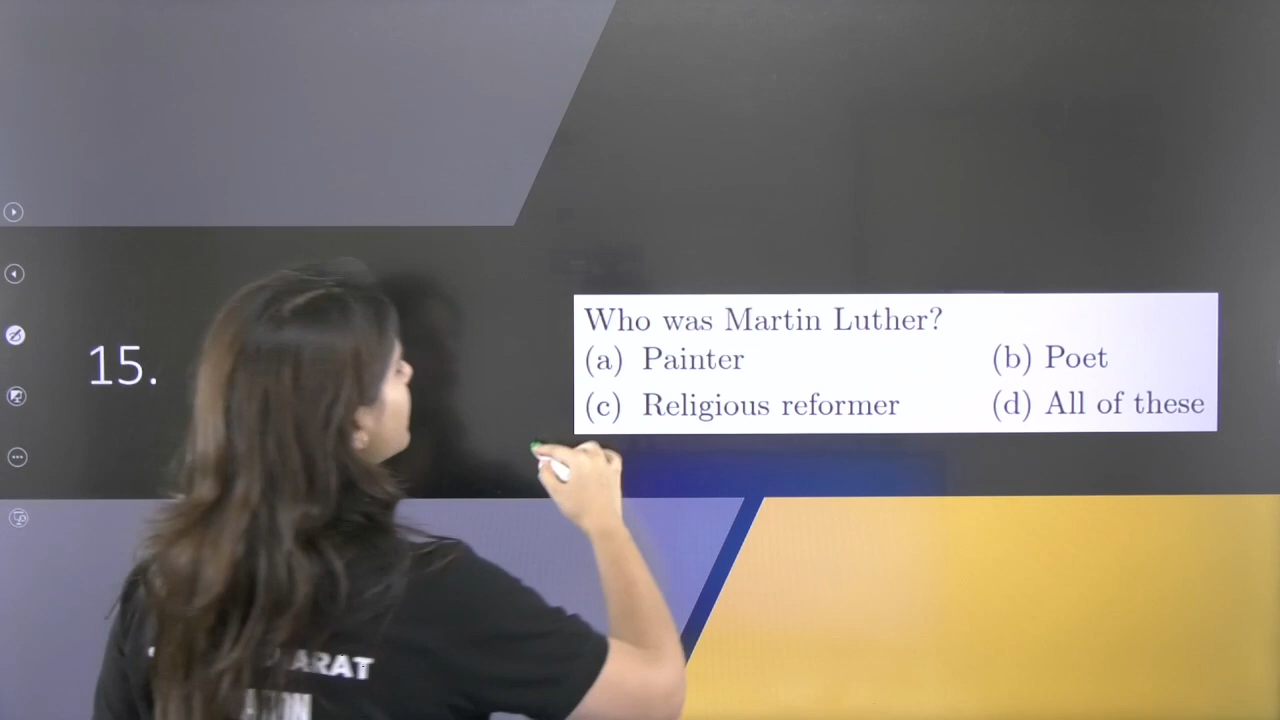 15.
Who was Martin Luther?
(a) Painter (b) Poet
(c) Religious reformer (d) All of these